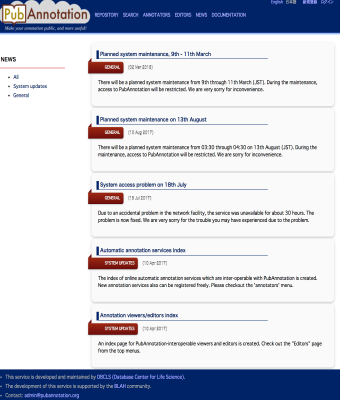 English 日本語 新規登録 ログイン
PubAnnotation
REPOSITORY SEARCH ANNOTATORS EDITORS NEWS DOCUMENTATION
Make your annotation public, and more useful!
NEWS
All
System updates
General
Planned system maintenance, 9th - 11th March
GENERAL (02 Mar 2018)
There will be a planned system maintenance from 9th through 11th March (JST). During the maintenance,
access to PubAnnotation will be restricted. We are very sorry for inconvenience.
Planned system maintenance on 13th August
GENERAL (10 Aug 2017)
There will be a planned system maintenance from 03:30 through 04:30 on 13th August (JST). During the
maintenance, access to PubAnnotation will be restricted. We are very sorry for inconvenience.
System access problem on 18th July
GENERAL (19 Jul 2017)
Due to an accidental problem in the network facility, the service was unavailable for about 30 hours. The
problem is now fixed. We are very sorry for the trouble you may have experienced due to the problem.
Automatic annotation services index
SYSTEM UPDATES (10 Apr 2017)
The index of online automatic annotation services which are inter-operable with PubAnnotation is created.
New annotation services also can be registered freely. Please checkout the "annotators" menu.
Annotation viewers/editors index
SYSTEM UPDATES (10 Apr 2017)
An index page for PubAnnotation-interoperable viewers and editors is created. Check out the "Editors" page
from the top menus.
This service is developed and maintained by DBCLS (Database Center for Life Science).
The development of this service is supported by the BLAH community.
Contact: admin@pubannotation.org